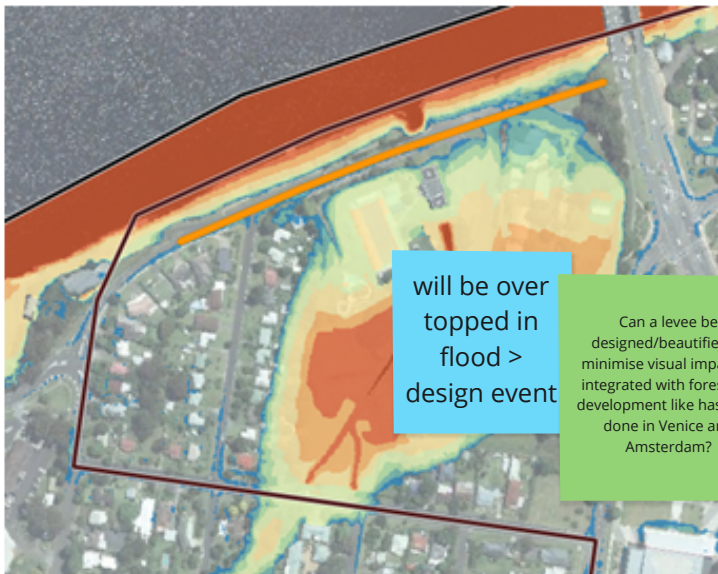 will be over
topped in
flood >
design event
Can a levee be
designed/beautifie
minimise visual impa
integrated with fores
development like has
done in Venice a
Amsterdam?